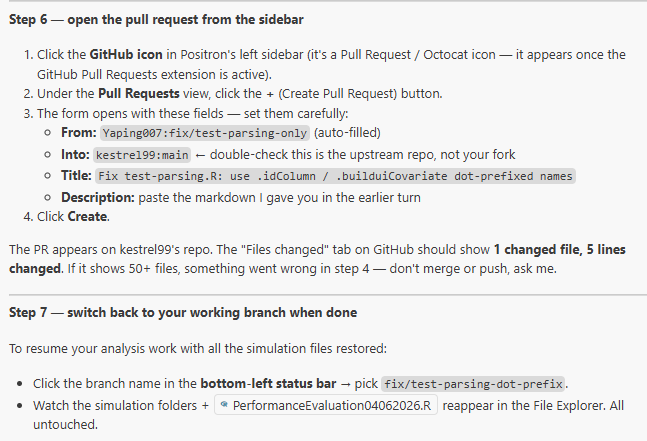 Step 6 — open the pull request from the sidebar
1. Click the GitHub icon in Positron's left sidebar (it's a Pull Request / Octocat icon — it appears once the
GitHub Pull Requests extension is active).
2. Under the Pull Requests view, click the + (Create Pull Request) button.
3. The form opens with these fields — set them carefully:
○ From: Yaping007:fix/test-parsing-only (auto-filled)
○ Into: kestrel99:main ← double-check this is the upstream repo, not your fork
○ Title: Fix test-parsing.R: use .idColumn / .builduiCovariate dot-prefixed names
○ Description: paste the markdown I gave you in the earlier turn
4. Click Create.
The PR appears on kestrel99's repo. The "Files changed" tab on GitHub should show 1 changed file, 5 lines
changed. If it shows 50+ files, something went wrong in step 4 — don't merge or push, ask me.
Step 7 — switch back to your working branch when done
To resume your analysis work with all the simulation files restored:
• Click the branch name in the bottom-left status bar → pick fix/test-parsing-dot-prefix.
• Watch the simulation folders + PerformanceEvaluation04062026.R reappear in the File Explorer. All
untouched.